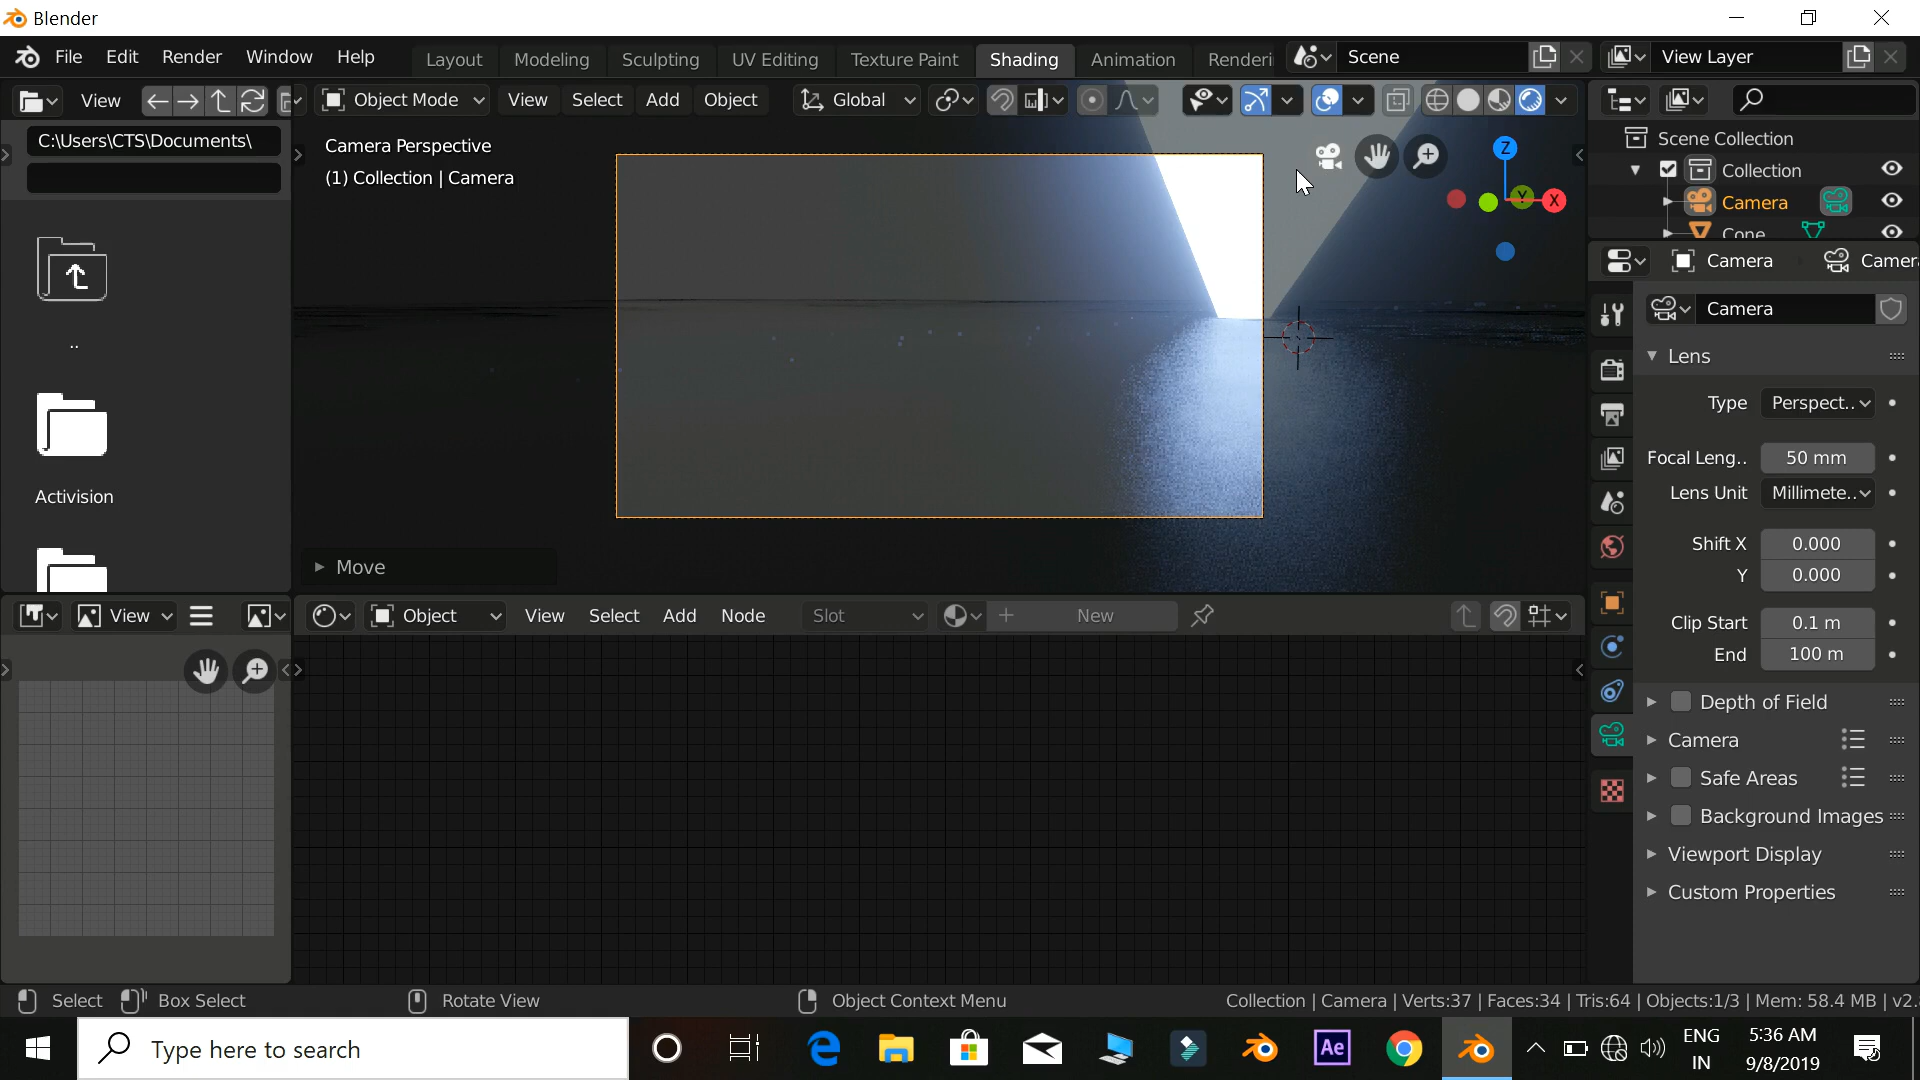 Blender
File Edit Render Window Help Layout Modeling Sculpting UV Editing Texture Paint Shading Animation Renderi Scene View Layer
View Object Mode View Select Add Object Global
C:\Users\CTS\Documents\
Camera Perspective
(1) Collection | Camera
Z
Y
X
Scene Collection
Collection
Camera
Cone
Camera Camer
Camera
..
Activision
Lens
Type Perspect..
Focal Leng.. 50 mm
Lens Unit Millimete..
Shift X 0.000
Y 0.000
Clip Start 0.1 m
End 100 m
Move
View Object View Select Add Node Slot New
Depth of Field
Camera
Safe Areas
Background Images
Viewport Display
Custom Properties
Select Box Select Rotate View Object Context Menu Collection | Camera | Verts:37 | Faces:34 | Tris:64 | Objects:1/3 | Mem: 58.4 MB | v2.
Type here to search
Ae
ENG
IN
5:36 AM
9/8/2019